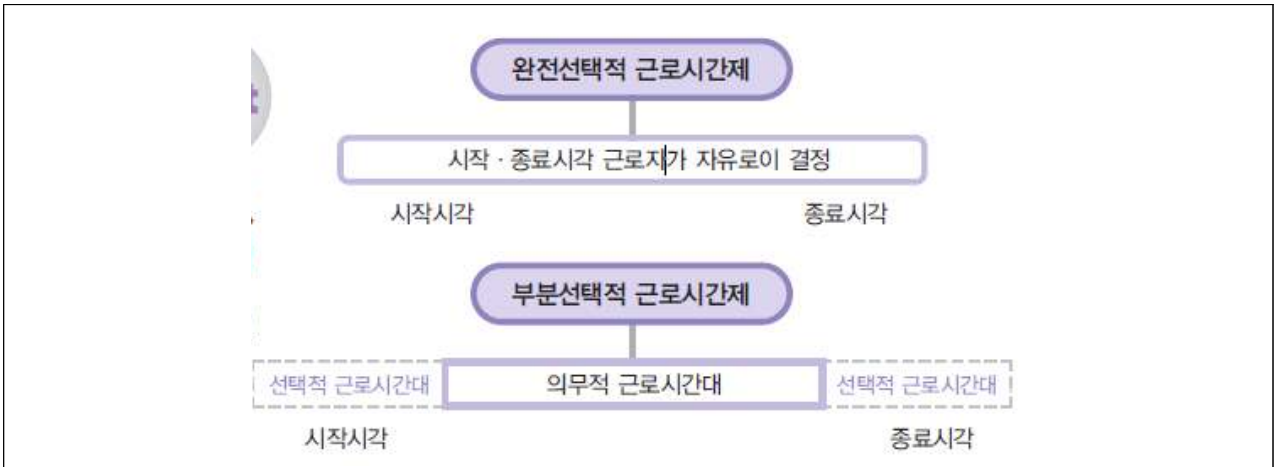 완전선택적 근로시간제
시작 · 종료시각 근로자가 자유로이 결정
시작시각 종료시각
부분선택적 근로시간제
선택적 근로시간대 의무적 근로시간대 선택적 근로시간대
시작시각 종료시각